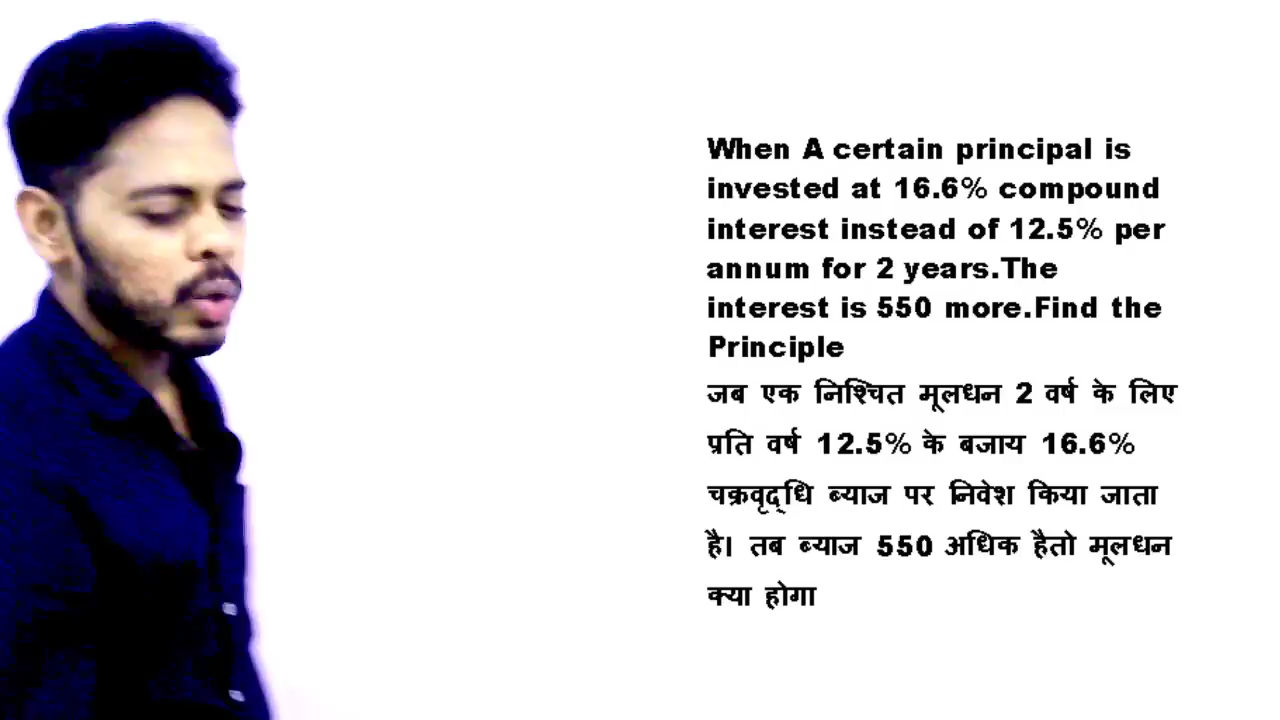 When A certain principal is
invested at 16.6% compound
interest instead of 12.5% per
annum for 2 years.The
interest is 550 more.Find the
Principle
जब एक निश्चित मूलधन 2 वर्ष के लिए
प्रति वर्ष 12.5% के बजाय 16.6%
चक्रवृद्धि ब्याज पर निवेश किया जाता
है। तब ब्याज 550 अधिक हैतो मूलधन
क्या होगा